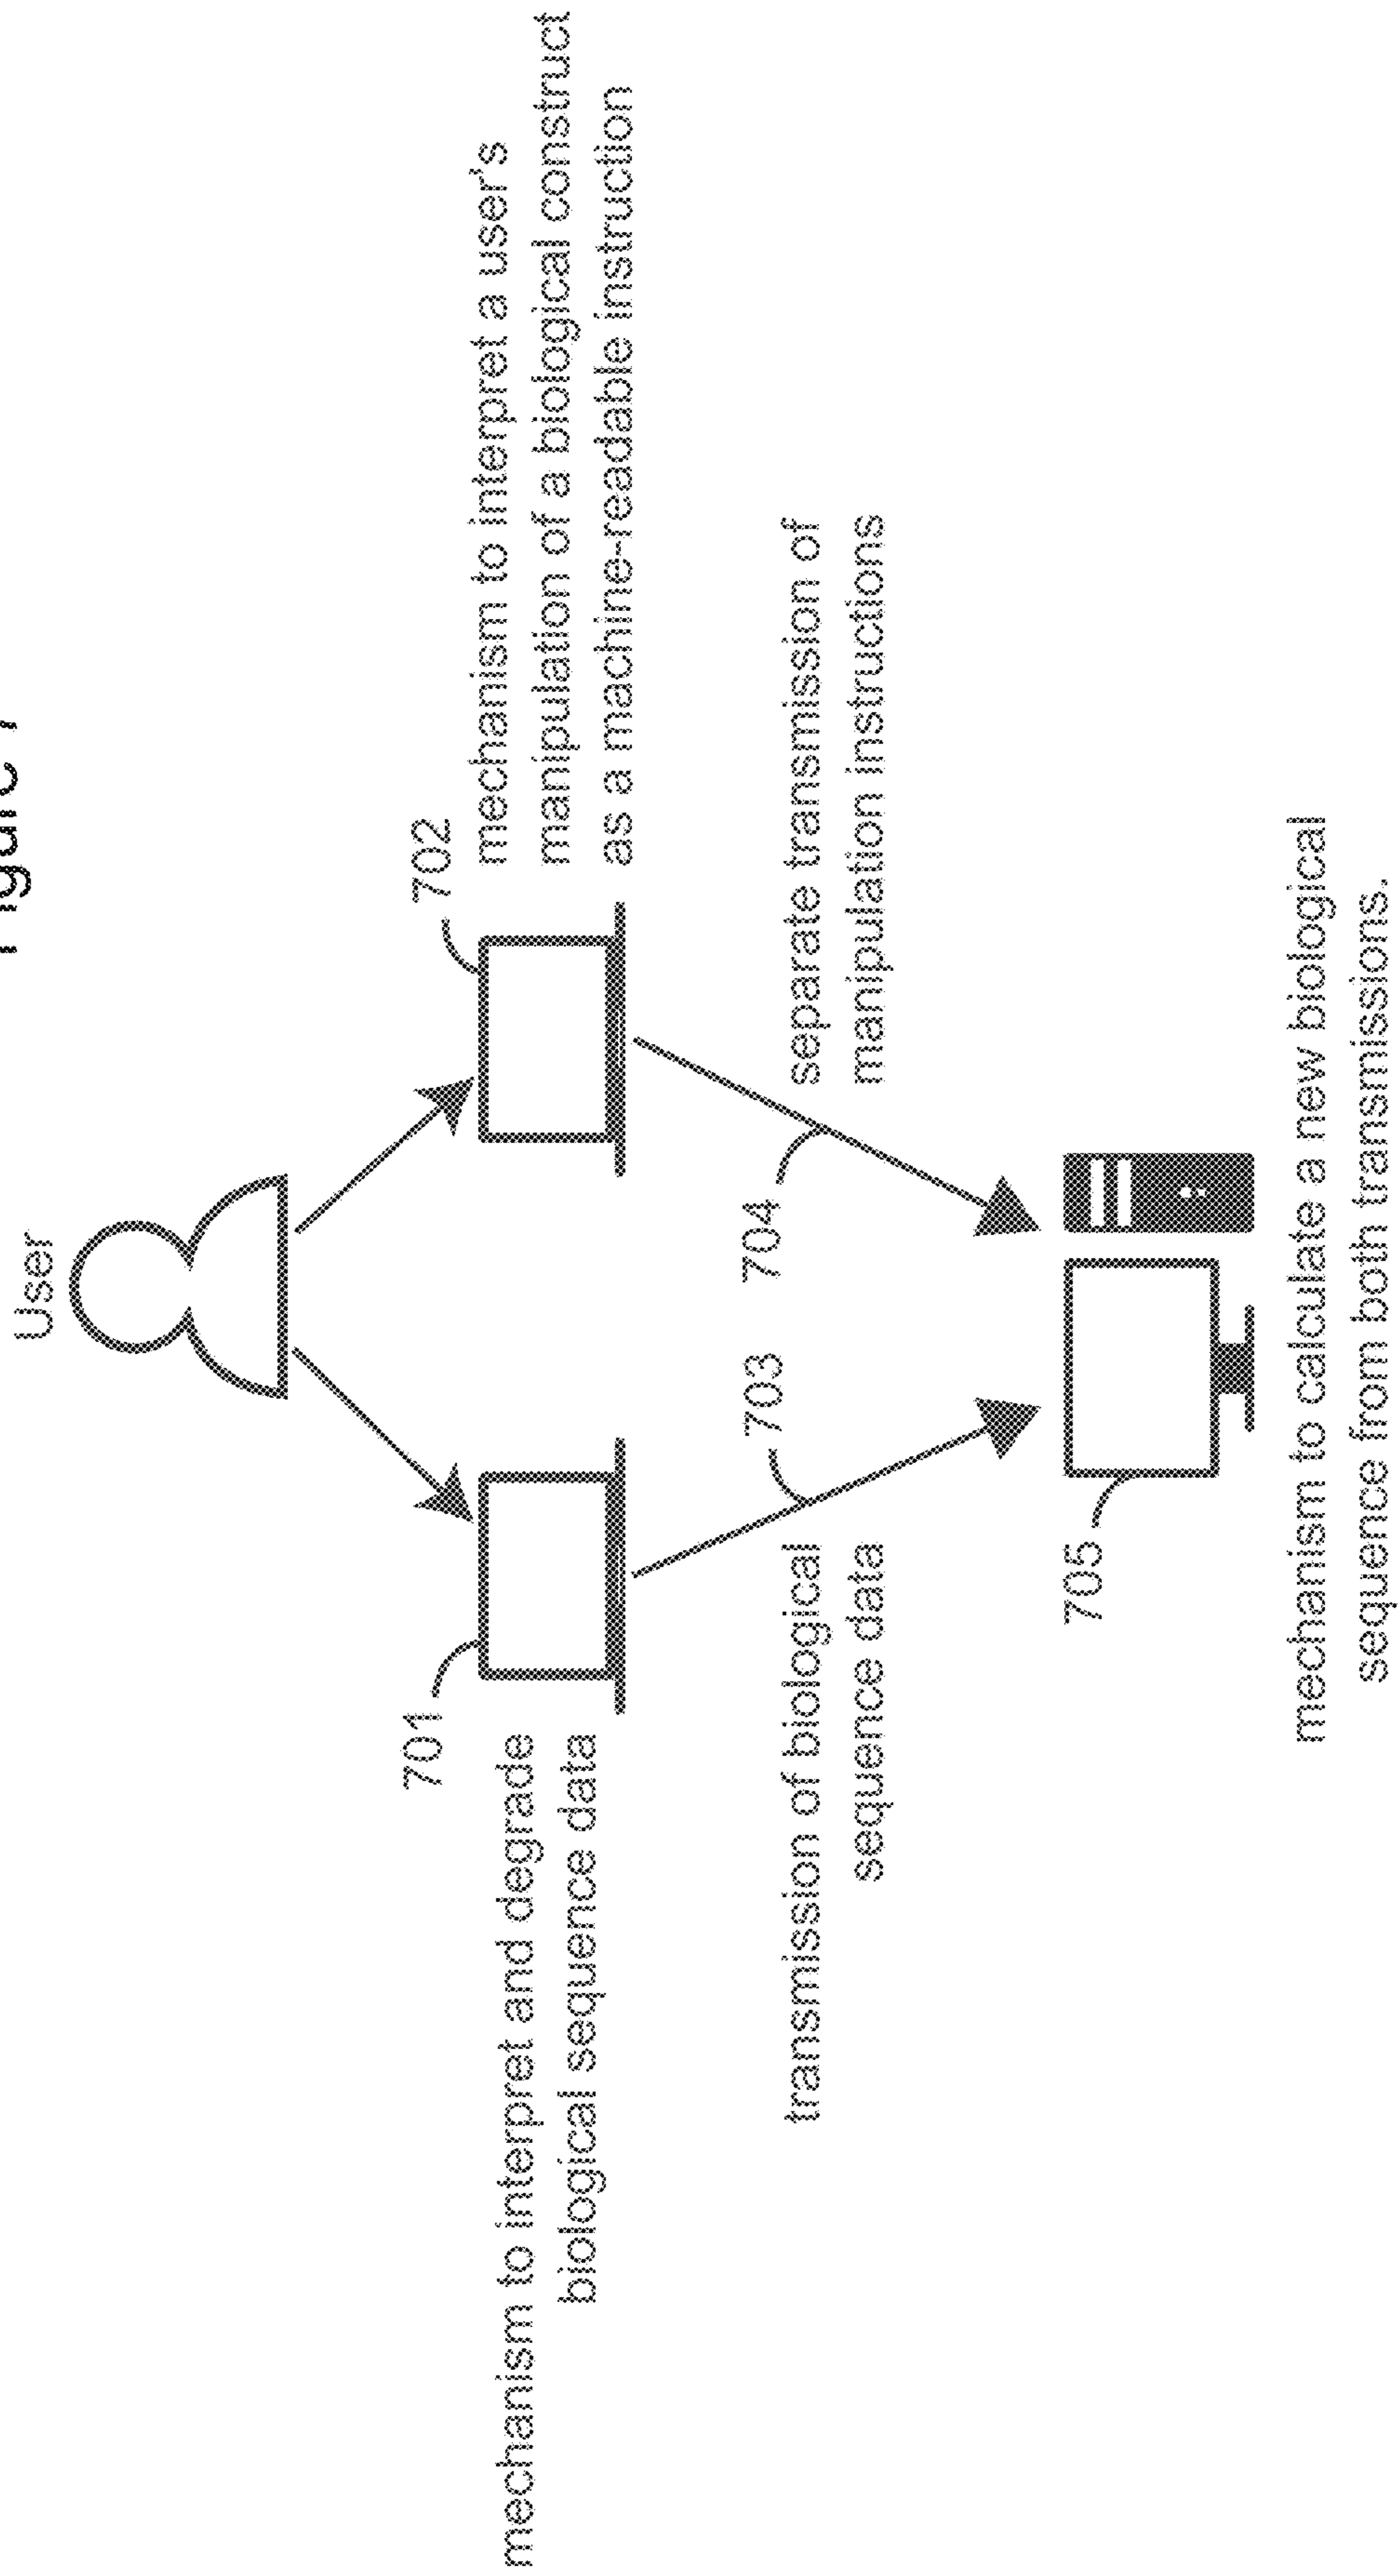 User
701
mechanism to interpret and degrade
biological sequence data
702
mechanism to interpret a user's
manipulation of a biological construct
as a machine-readable instruction
703
transmission of biological
sequence data
704
separate transmission of
manipulation instructions
705
mechanism to calculate a new biological
sequence from both transmissions.